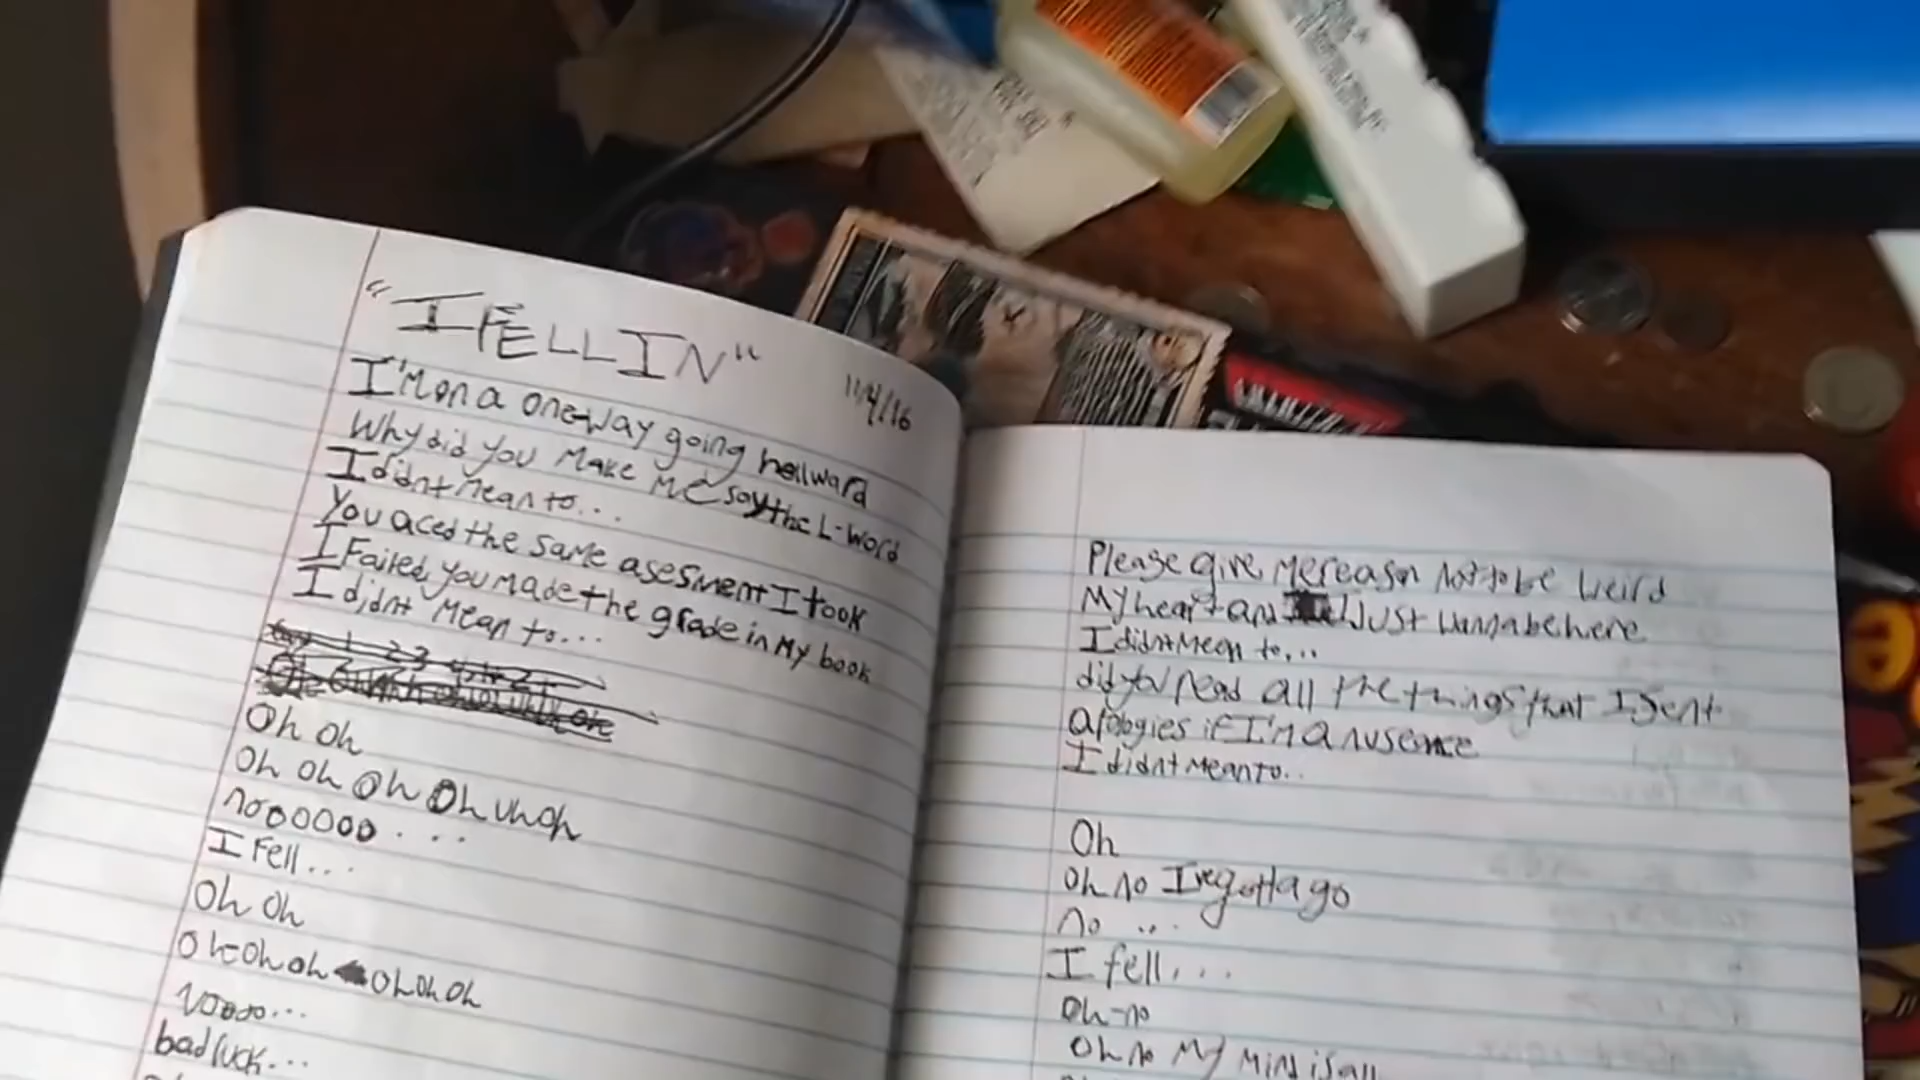 "I FELL IN"
11/4/16
I'm on a one-way going hellward
Why did you make me say the L-word
I didnt mean to...
You aced the same asesment I took
I Failed, you made the grade in my book
I didnt mean to...
Oh Oh
Oh Oh Oh Oh Uh Oh
nooOOOO....
I Fell...
Oh Oh
Oh oh oh oh oh oh
Noooo...
bad luck...
Please give me reason not to be weird
My heart and I Just wanna be here
I didnt mean to...
did you read all the things that I sent
apologies if I'm a nuscence
I didnt mean to..
Oh
Oh no I've gotta go
no ...
I fell...
Oh-no
Oh no My mind is all